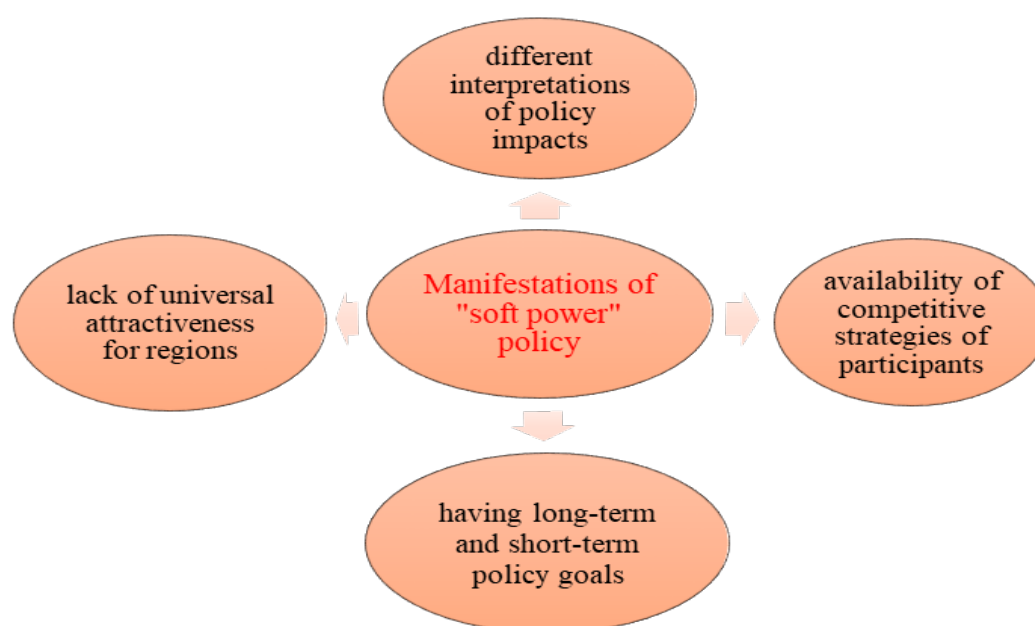 different
interpretations
of policy
impacts
lack of universal
attractiveness
for regions
Manifestations of
"soft power"
policy
availability of
competitive
strategies of
participants
having long-term
and short-term
policy goals